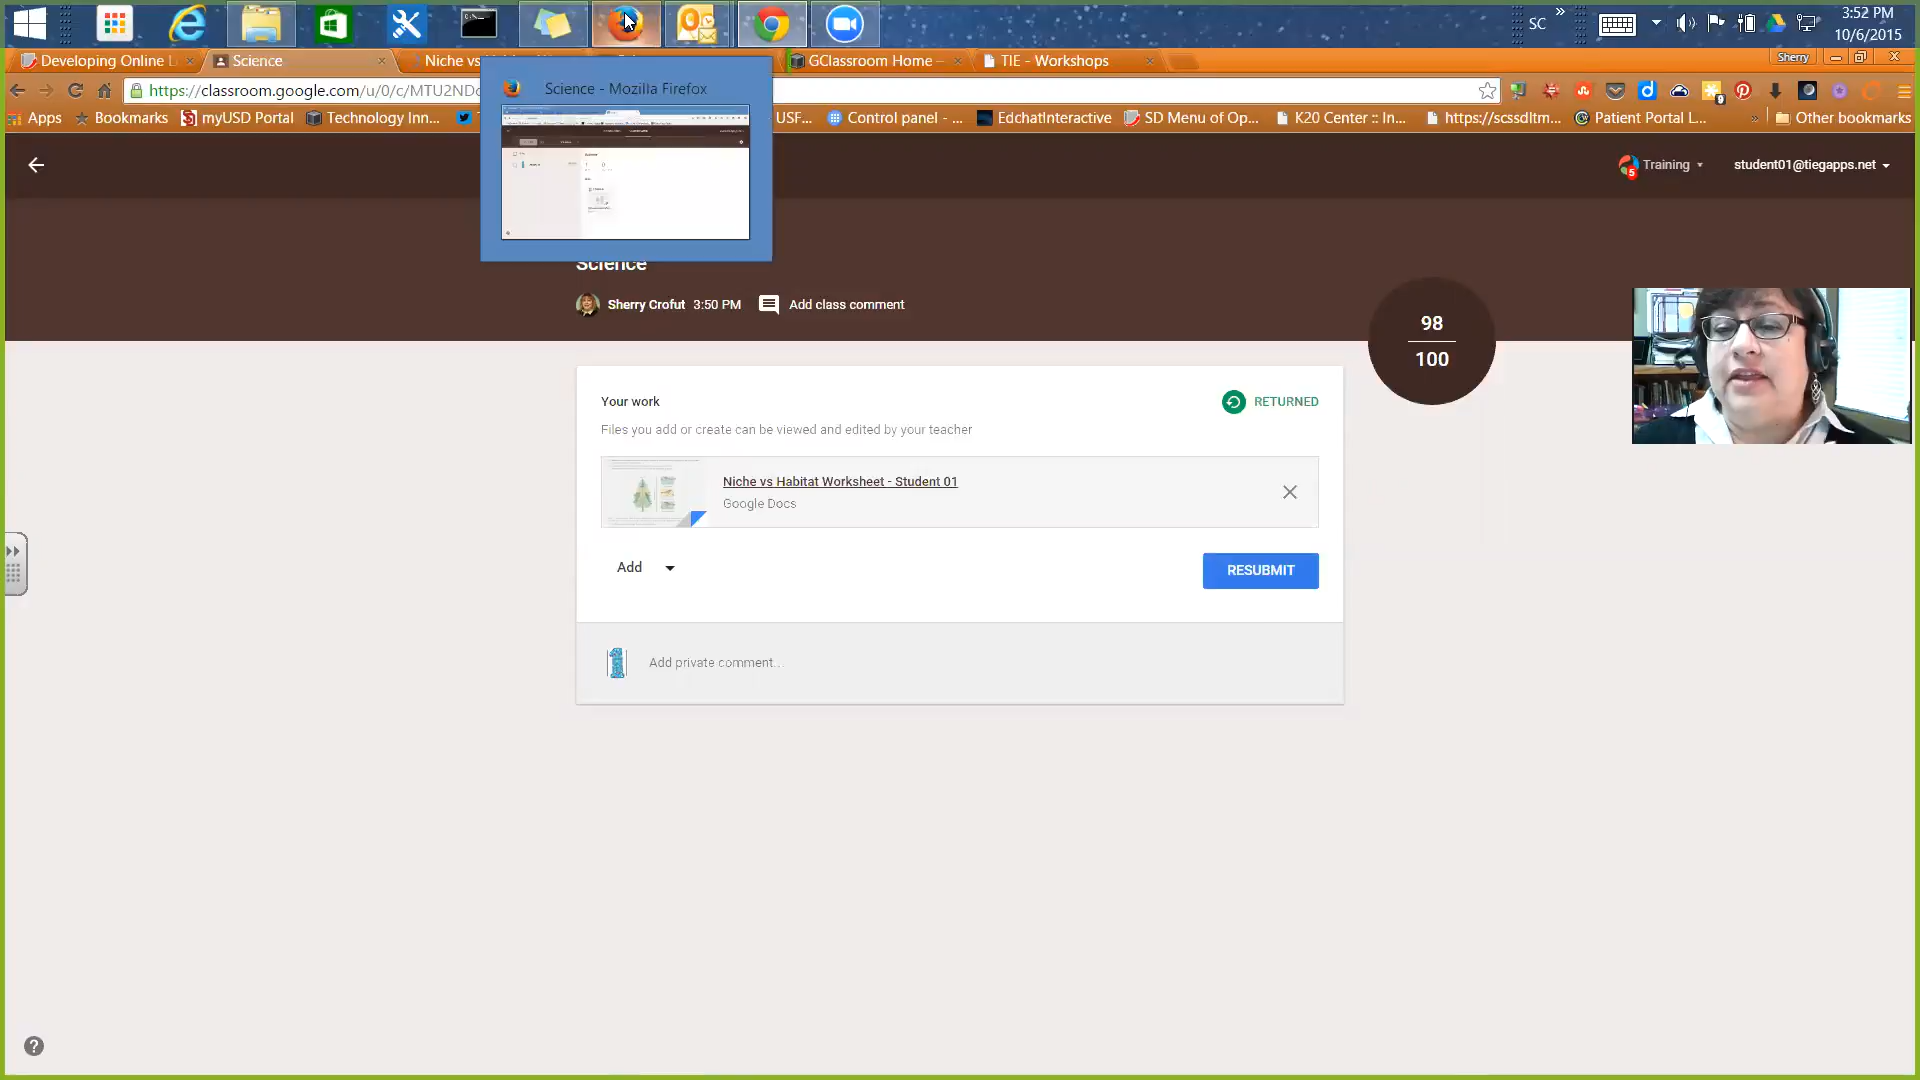 SC
»
3:52 PM
10/6/2015
Developing Online L
Science
Niche vs
GClassroom Home –
TIE - Workshops
Sherry
https://classroom.google.com/u/0/c/MTU2NDc
Science - Mozilla Firefox
9
Apps
Bookmarks
myUSD Portal
Technology Inn...
USF...
Control panel - ...
EdchatInteractive
SD Menu of Op...
K20 Center :: In...
https://scssdltm...
Patient Portal L...
»
Other bookmarks
5
Training
student01@tiegapps.net
Science
Sherry Crofut 3:50 PM
Add class comment
98
100
Your work
RETURNED
Files you add or create can be viewed and edited by your teacher
Niche vs Habitat Worksheet - Student 01
Google Docs
Add
RESUBMIT
1
Add private comment...
?